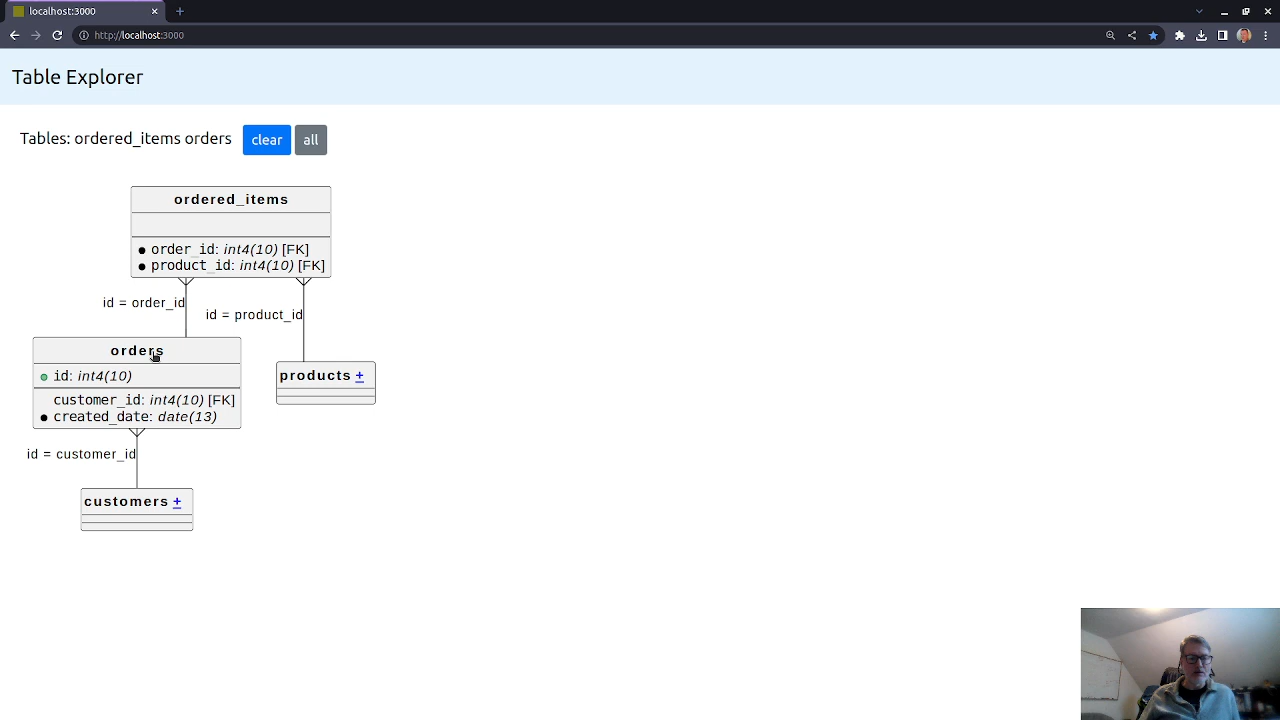 localhost:3000
http://localhost:3000
Table Explorer
Tables: ordered_items orders clear all
ordered_items
order_id: int4(10) [FK]
product_id: int4(10) [FK]
id = order_id
id = product_id
orders
id: int4(10)
customer_id: int4(10) [FK]
created_date: date(13)
products +
id = customer_id
customers +